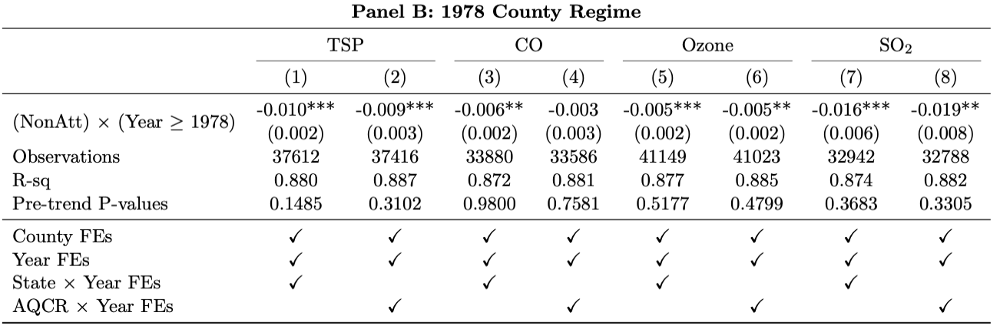 Panel B: 1978 County Regime
TSP CO Ozone SO₂
(1) (2) (3) (4) (5) (6) (7) (8)
(NonAtt) × (Year ≥ 1978) -0.010*** -0.009*** -0.006** -0.003 -0.005*** -0.005** -0.016*** -0.019**
(0.002) (0.003) (0.002) (0.003) (0.002) (0.002) (0.006) (0.008)
Observations 37612 37416 33880 33586 41149 41023 32942 32788
R-sq 0.880 0.887 0.872 0.881 0.877 0.885 0.874 0.882
Pre-trend P-values 0.1485 0.3102 0.9800 0.7581 0.5177 0.4799 0.3683 0.3305
County FEs ✓ ✓ ✓ ✓ ✓ ✓ ✓ ✓
Year FEs ✓ ✓ ✓ ✓ ✓ ✓ ✓ ✓
State × Year FEs ✓ ✓ ✓ ✓
AQCR × Year FEs ✓ ✓ ✓ ✓